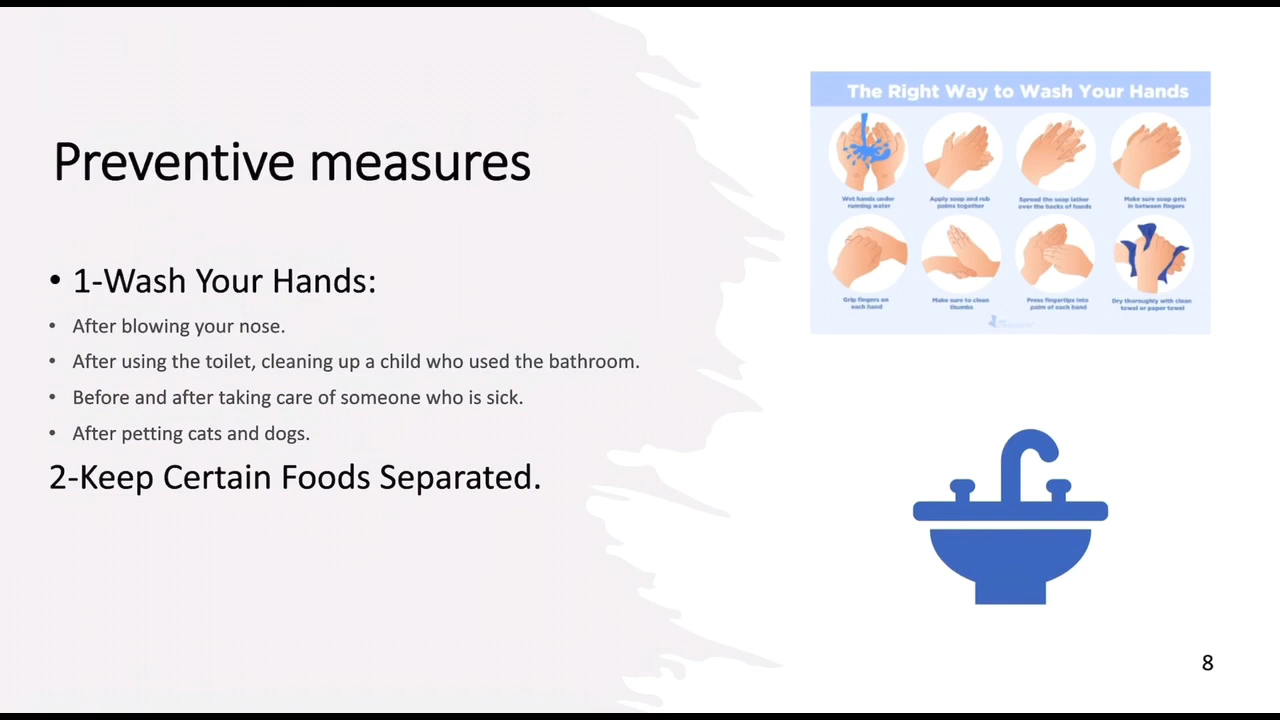 Preventive measures
• 1-Wash Your Hands:
• After blowing your nose.
• After using the toilet, cleaning up a child who used the bathroom.
• Before and after taking care of someone who is sick.
• After petting cats and dogs.
2-Keep Certain Foods Separated.
The Right Way to Wash Your Hands
Wet hands under
running water
Apply soap and rub
palms together
Spread the soap lather
over the backs of hands
Make sure soap gets
in between fingers
Grip fingers on
each hand
Make sure to clean
thumbs
Press fingertips into
palm of each hand
Dry thoroughly with clean
towel or paper towel
8